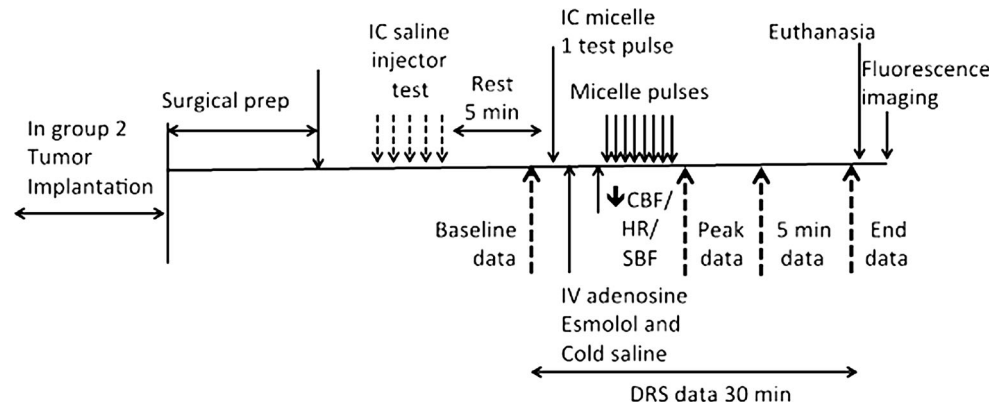 In group 2
Tumor
Implantation
Surgical prep
IC saline
injector
test
Rest
5 min
IC micelle
1 test pulse
Micelle pulses
Euthanasia
Fluorescence
imaging
Baseline
data
IV adenosine
Esmolol and
Cold saline
CBF/
HR/
SBF
Peak
data
5 min
data
End
data
DRS data 30 min